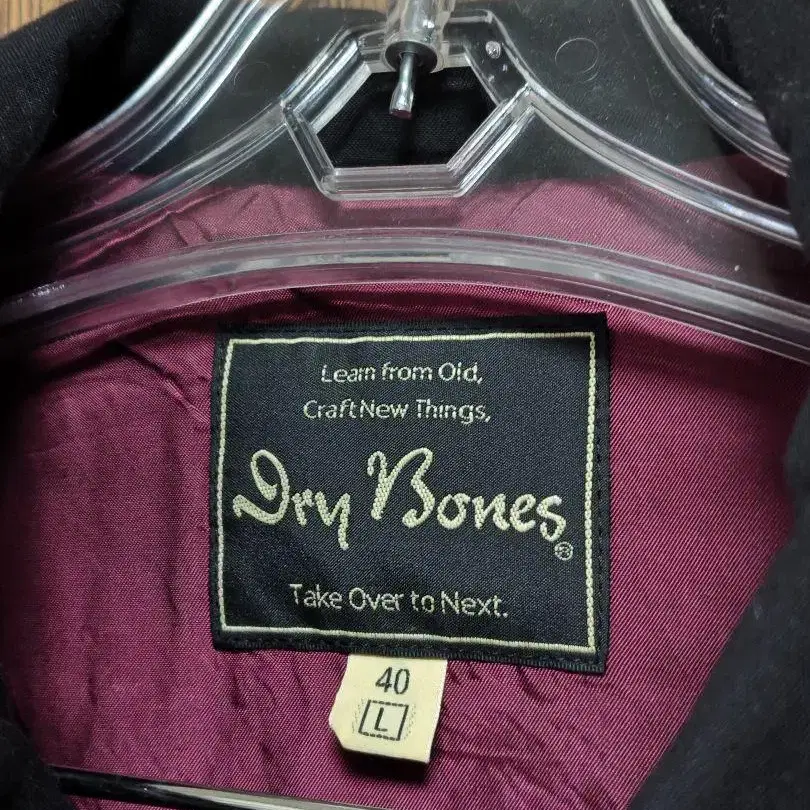 Learn from Old,
Craft New Things,
Dry Bones®
Take Over to Next.
40
L